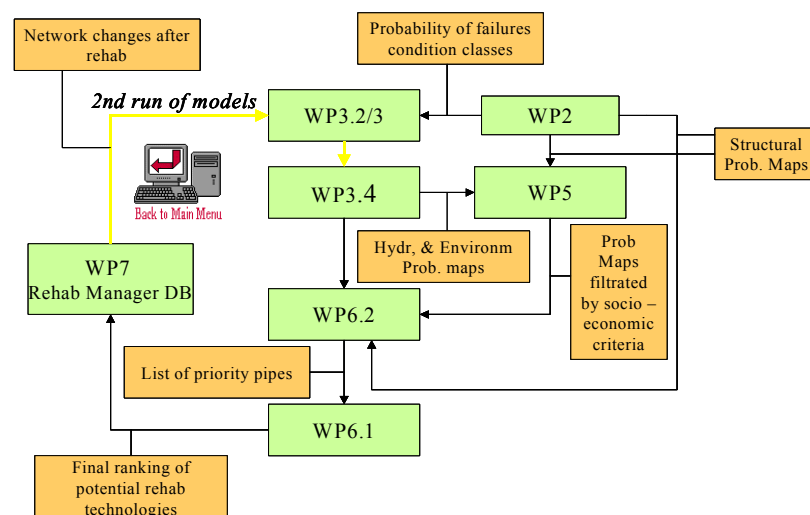 Network changes after
rehab
Probability of failures
condition classes
2nd run of models
WP3.2/3
WP2
Structural
Prob. Maps
Back to Main Menu
WP3.4
WP5
Hydr, & Environm
Prob. maps
Prob
Maps
filtrated
by socio –
economic
criteria
WP7
Rehab Manager DB
WP6.2
List of priority pipes
WP6.1
Final ranking of
potential rehab
technologies